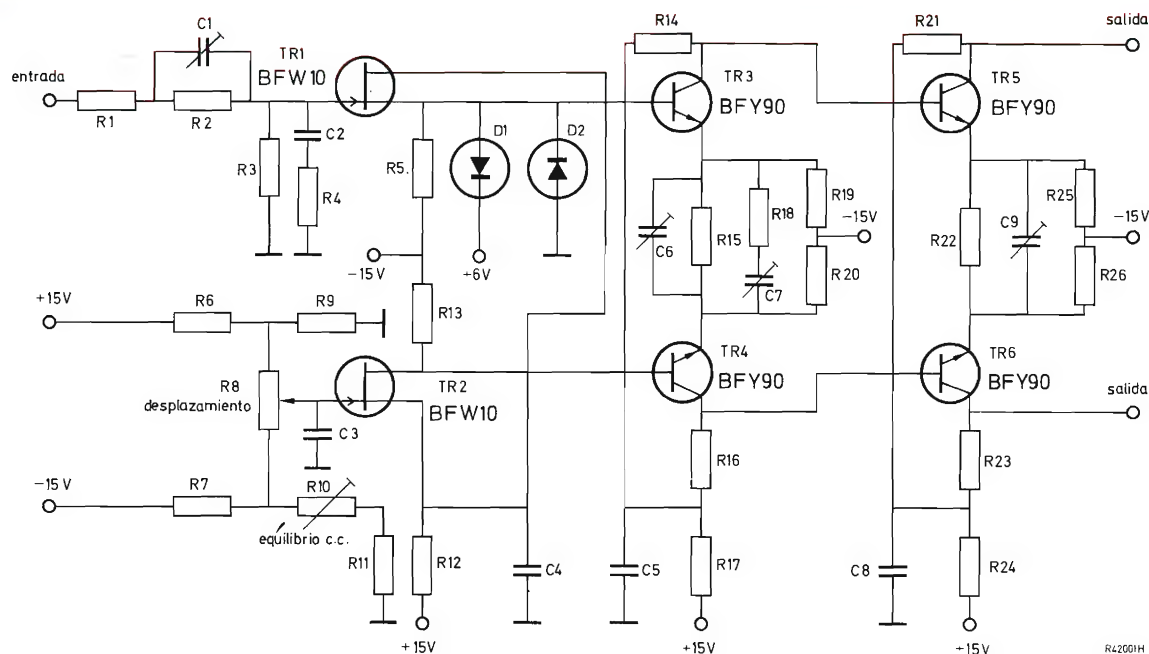 R14
R21
salida
C1
TR1
BFW10
TR3
BFY90
TR5
BFY90
entrada
R1
R2
C2
D1
D2
R3
R4
R5
R19
R18
R25
-15V
-15V
C6
R15
C7
R20
R22
C9
R26
-15V
+6V
+15V
R6
R9
R13
TR4
BFY90
TR6
BFY90
R8
desplazamiento
TR2
BFW10
salida
C3
R16
R23
-15V
R7
R10
equilibrio c.c.
R11
R12
C4
C5
R17
C8
R24
+15V
+15V
+15V
R42001H